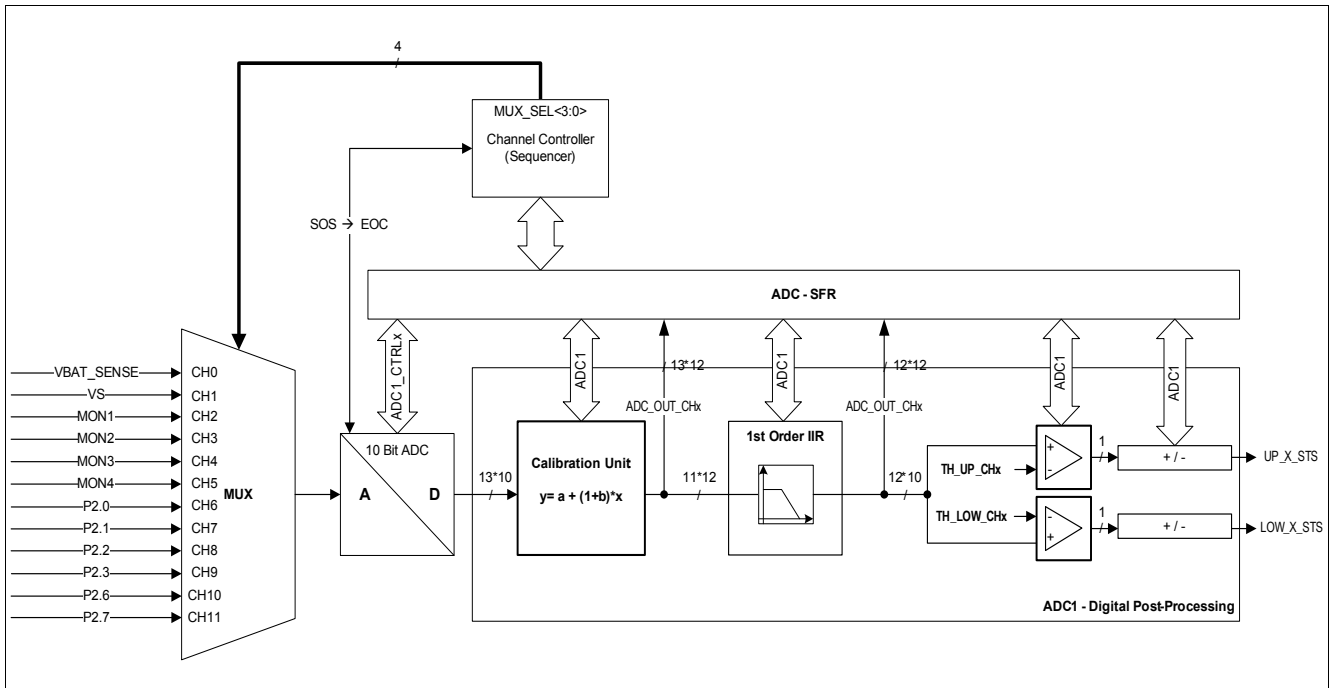 4
MUX_SEL<3:0>
Channel Controller
(Sequencer)
SOS → EOC
ADC - SFR
ADC1_CTRLx
ADC1
13*12
ADC1
12*12
ADC1
ADC1
VBAT_SENSE
CH0
VS
CH1
MON1
CH2
MON2
CH3
MON3
CH4
MON4
CH5
P2.0
CH6
P2.1
CH7
P2.2
CH8
P2.3
CH9
P2.6
CH10
P2.7
CH11
MUX
10 Bit ADC
A
D
13*10
Calibration Unit
y= a + (1+b)*x
ADC_OUT_CHx
11*12
1st Order IIR
ADC_OUT_CHx
12*10
TH_UP_CHx
+
-
1
+ / -
UP_X_STS
TH_LOW_CHx
-
+
1
+ / -
LOW_X_STS
ADC1 - Digital Post-Processing